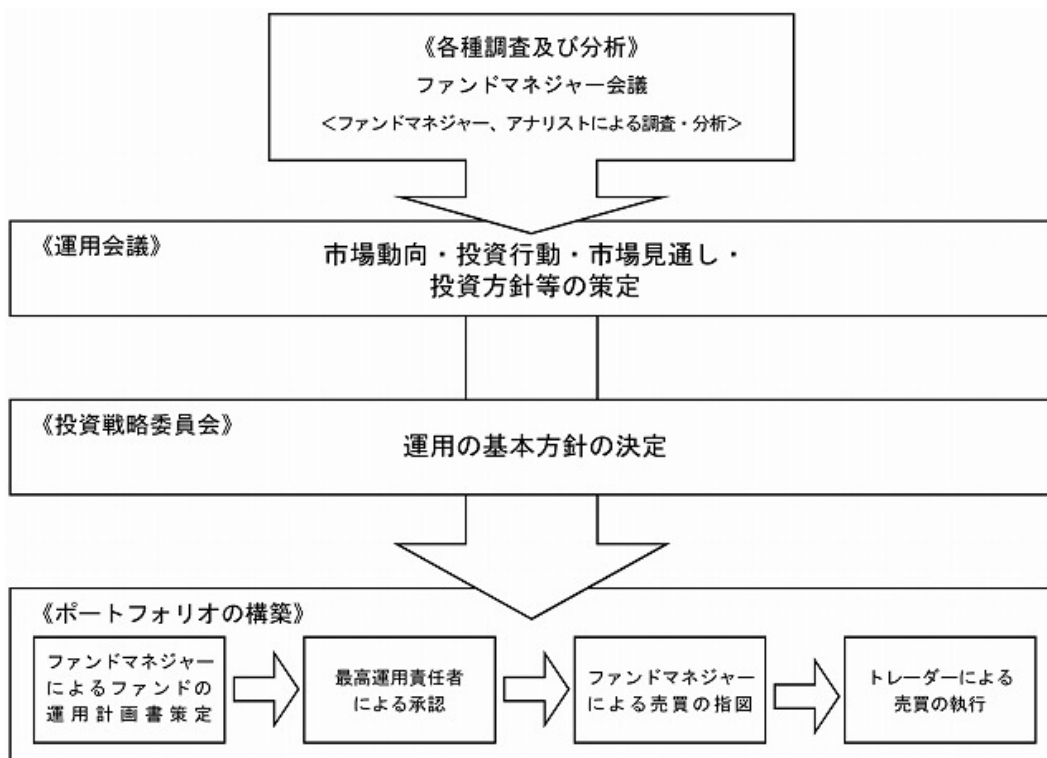 《各種調査及び分析》
ファンドマネジャー会議
<ファンドマネジャー、アナリストによる調査・分析>
《運用会議》
市場動向・投資行動・市場見通し・
投資方針等の策定
《投資戦略委員会》
運用の基本方針の決定
《ポートフォリオの構築》
ファンドマネジャー
によるファンドの
運用計画書策定
最高運用責任者
による承認
ファンドマネジャー
による売買の指図
トレーダーによる
売買の執行